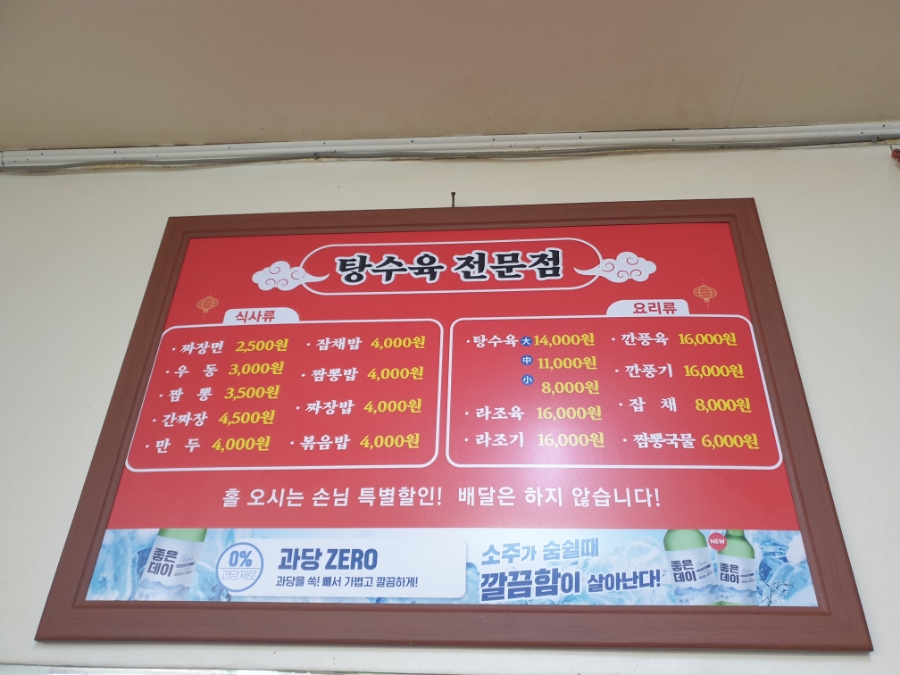 탕수육 전문점
식사류
· 짜장면 2,500원
· 우 동 3,000원
· 짬 뽕 3,500원
· 간짜장 4,500원
· 만 두 4,000원
· 잡채밥 4,000원
· 짬뽕밥 4,000원
· 짜장밥 4,000원
· 볶음밥 4,000원
요리류
· 탕수육 大 14,000원
中 11,000원
小 8,000원
· 라조육 16,000원
· 라조기 16,000원
· 깐풍육 16,000원
· 깐풍기 16,000원
· 잡 채 8,000원
· 짬뽕국물 6,000원
홀 오시는 손님 특별할인! 배달은 하지 않습니다!
좋은
데이
0%
과당제로
과당 ZERO
과당을 쏙! 빼서 가볍고 깔끔하게!
소주가 숨쉴때
깔끔함이 살아난다!
좋은
데이
NEW
좋은
데이